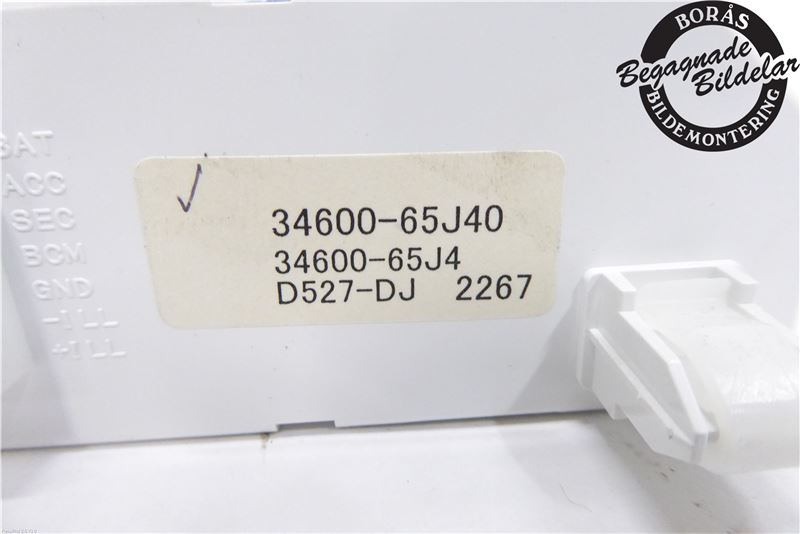 BORÅS
Begagnade
Bildelar
BILDEMONTERING
BAT
ACC
SEC
BCM
GND
-ILL
+ILL
34600-65J40
34600-65J4
D527-DJ 2267